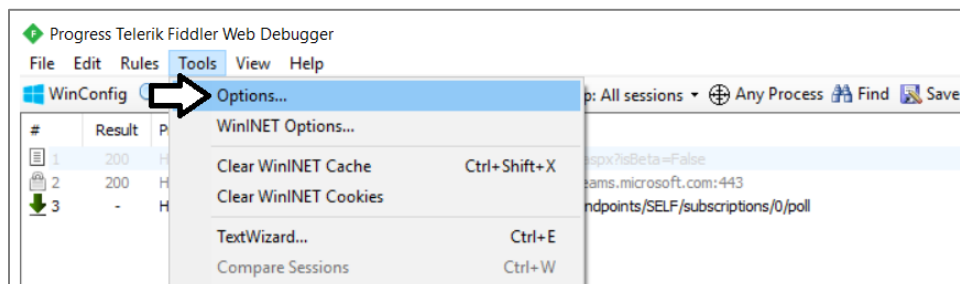 Progress Telerik Fiddler Web Debugger
File Edit Rules Tools View Help
WinConfig : All sessions Any Process Find Save
Options...
# Result
WinINET Options...
1 200 H spx?isBeta=False
Clear WinINET Cache Ctrl+Shift+X
2 200 H eams.microsoft.com:443
Clear WinINET Cookies
3 - H ndpoints/SELF/subscriptions/0/poll
TextWizard... Ctrl+E
Compare Sessions Ctrl+W